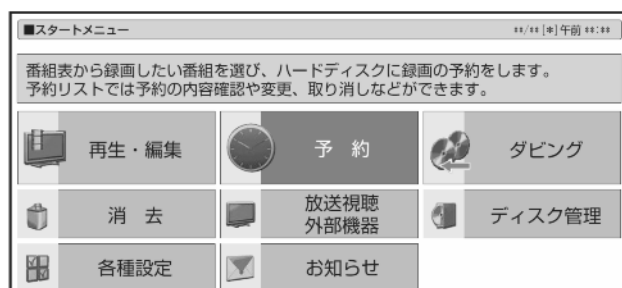 ■スタートメニュー
**/** [*] 午前 **:**
番組表から録画したい番組を選び、ハードディスクに録画の予約をします。
予約リストでは予約の内容確認や変更、取り消しなどができます。
再生・編集
予 約
ダビング
消 去
放送視聴
外部機器
ディスク管理
各種設定
お知らせ